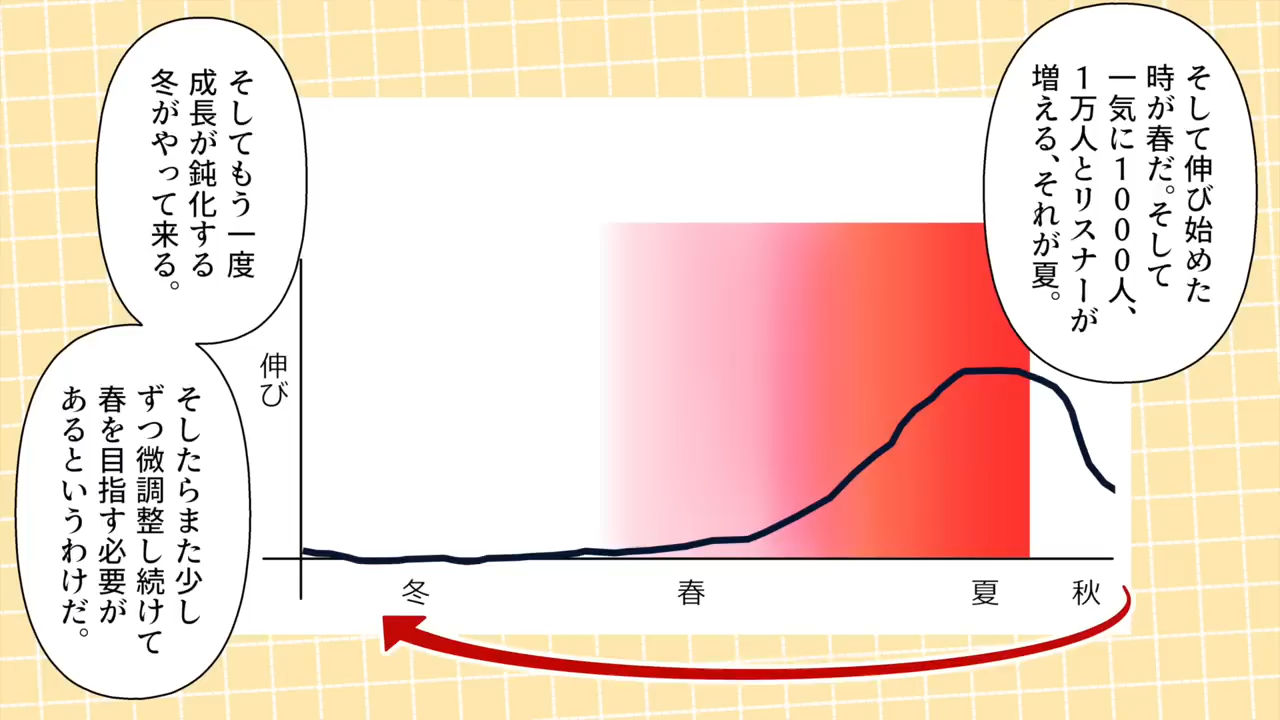 そして伸び始めた
時が春だ。そして
一気に1000人、
1万人とリスナーが
増える、それが夏。
そしてもう一度
成長が鈍化する
冬がやって来る。
そしたらまた少し
ずつ微調整し続けて
春を目指す必要が
あるというわけだ。
伸び
冬
春
夏
秋